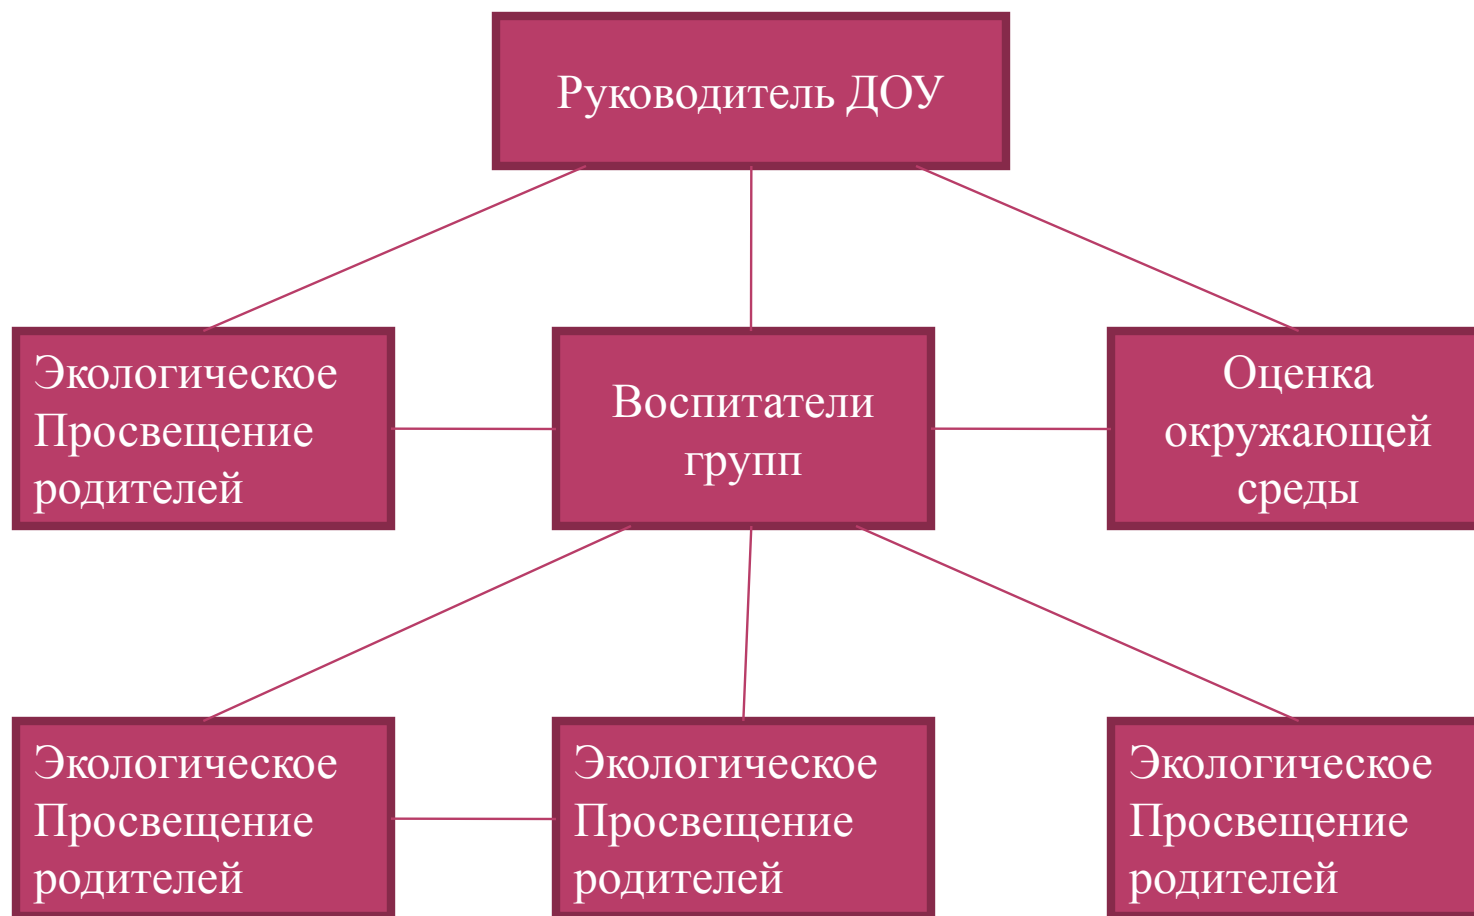 Руководитель ДОУ
Экологическое
Просвещение
родителей
Воспитатели
групп
Оценка
окружающей
среды
Экологическое
Просвещение
родителей
Экологическое
Просвещение
родителей
Экологическое
Просвещение
родителей